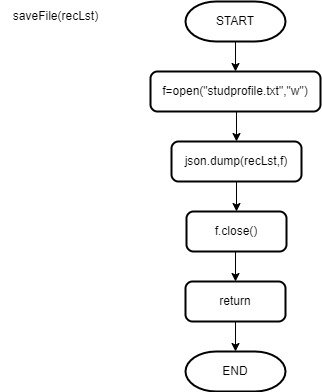 saveFile(recLst)
START
f=open("studprofile.txt","w")
json.dump(recLst,f)
f.close()
return
END